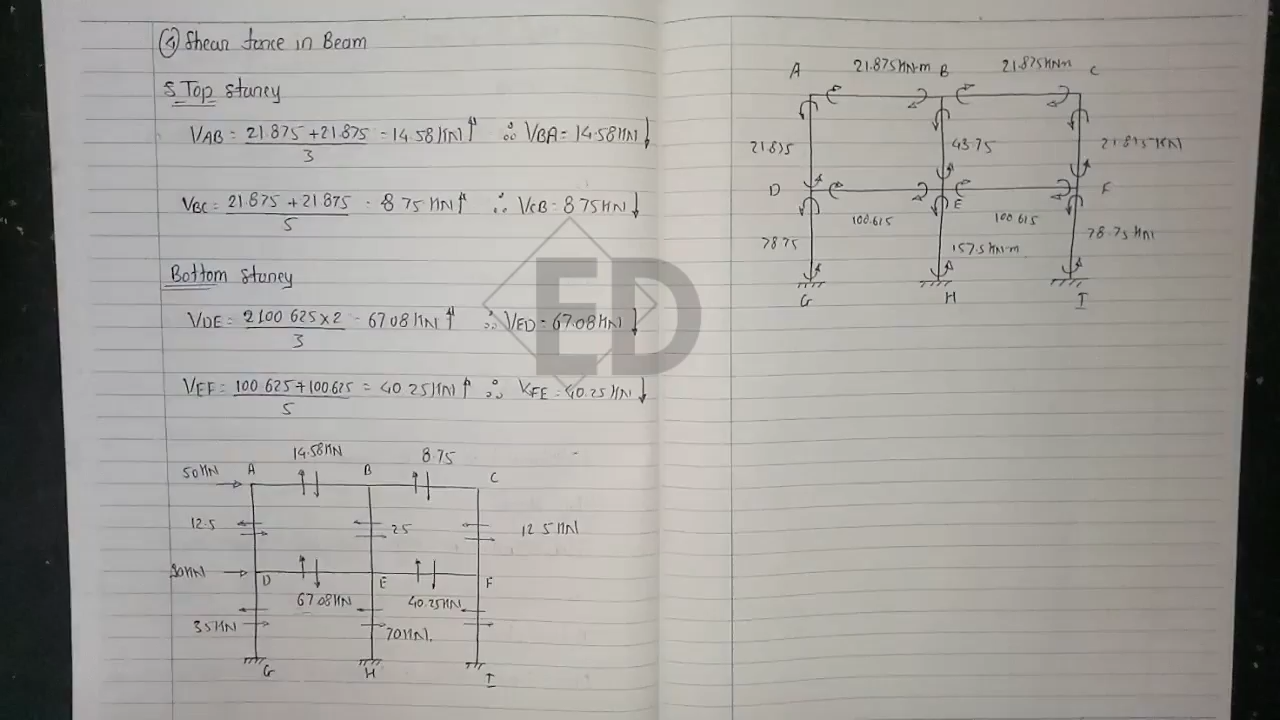 ④ Shear force in Beam
§ Top storey
VAB = 21.875 + 21.875 / 3 = 14.58 KN ↑ ∴ VBA = 14.58 KN ↓
VBC = 21.875 + 21.875 / 5 = 8.75 KN ↑ ∴ VCB = 8.75 KN ↓
Bottom storey
VDE = 2100.625 × 2 / 3 = 67.08 KN ↑ ∴ VED = 67.08 KN ↓
VEF = 100.625 + 100.625 / 5 = 40.25 KN ↑ ∴ VFE = 40.25 KN ↓
50 KN A 14.58 KN B 8.75 C
12.5 25 12.5 KN
KN D E F
67.08 KN 40.25 KN
35 KN 70 KN.
G H I
A 21.875 KN·m B 21.875 KN·m C
21.875 43.75 21.875 KN
D E F
100.615 100.615
78.75 157.5 KN·m 78.75 KN
G H I
ED